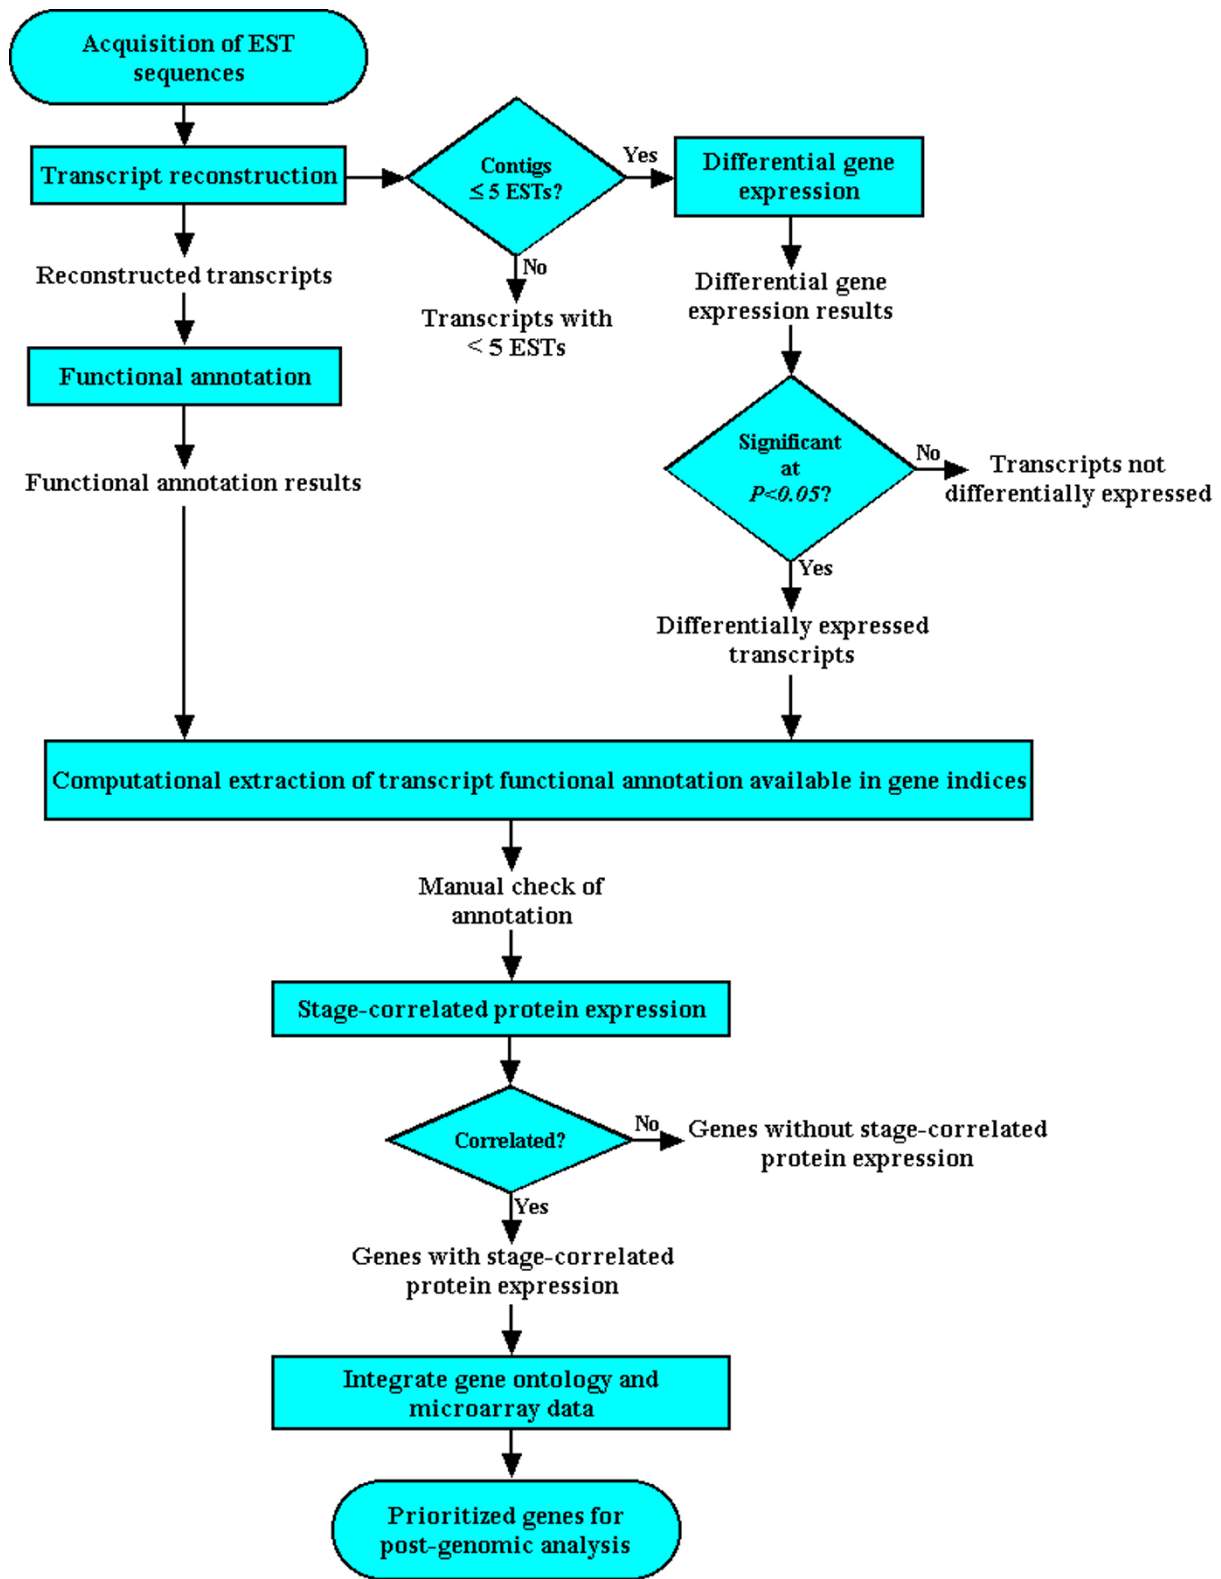 Acquisition of EST
sequences
Transcript reconstruction
Contigs
≤ 5 ESTs?
Yes
Differential gene
expression
No
Reconstructed transcripts
Transcripts with
< 5 ESTs
Differential gene
expression results
Functional annotation
Functional annotation results
Significant
at
P<0.05?
No
Transcripts not
differentially expressed
Yes
Differentially expressed
transcripts
Computational extraction of transcript functional annotation available in gene indices
Manual check of
annotation
Stage-correlated protein expression
Correlated?
No
Genes without stage-correlated
protein expression
Yes
Genes with stage-correlated
protein expression
Integrate gene ontology and
microarray data
Prioritized genes for
post-genomic analysis